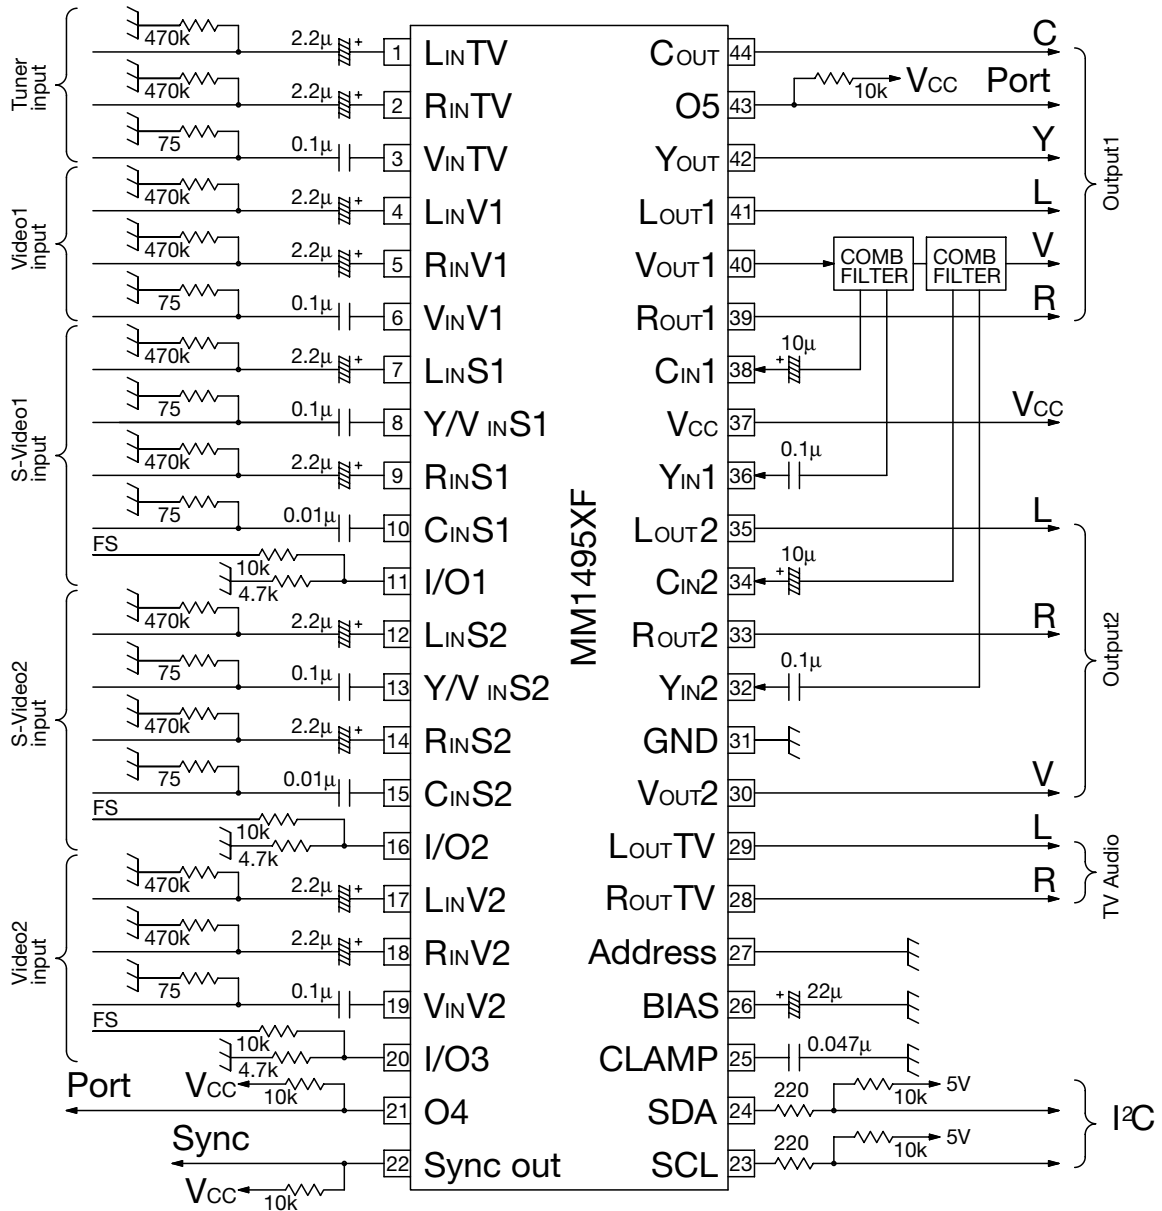 Tuner input
470k 2.2μ + 1 LINTV
470k 2.2μ + 2 RINTV
75 0.1μ 3 VINTV
Video1 input
470k 2.2μ + 4 LINV1
470k 2.2μ + 5 RINV1
75 0.1μ 6 VINV1
S-Video1 input
470k 2.2μ + 7 LINS1
75 0.1μ 8 Y/V INS1
470k 2.2μ + 9 RINS1
75 0.01μ 10 CINS1
FS
10k
4.7k 11 I/O1
S-Video2 input
470k 2.2μ + 12 LINS2
75 0.1μ 13 Y/V INS2
470k 2.2μ + 14 RINS2
75 0.01μ 15 CINS2
FS
10k
4.7k 16 I/O2
Video2 input
470k 2.2μ + 17 LINV2
470k 2.2μ + 18 RINV2
75 0.1μ 19 VINV2
FS
10k
4.7k 20 I/O3
Port VCC 10k 21 O4
Sync 22 Sync out
VCC 10k
MM1495XF
COUT 44 C
10k VCC Port
O5 43
YOUT 42 Y
LOUT1 41 L
VOUT1 40 COMB FILTER COMB FILTER V
ROUT1 39 R
Output1
CIN1 38 + 10μ
VCC 37 VCC
YIN1 36 0.1μ
LOUT2 35 L
CIN2 34 + 10μ
ROUT2 33 R
YIN2 32 0.1μ
GND 31
VOUT2 30 V
Output2
LOUTTV 29 L
ROUTTV 28 R
TV Audio
Address 27
BIAS 26 + 22μ
CLAMP 25 0.047μ
SDA 24 220 10k 5V
SCL 23 220 10k 5V
I²C